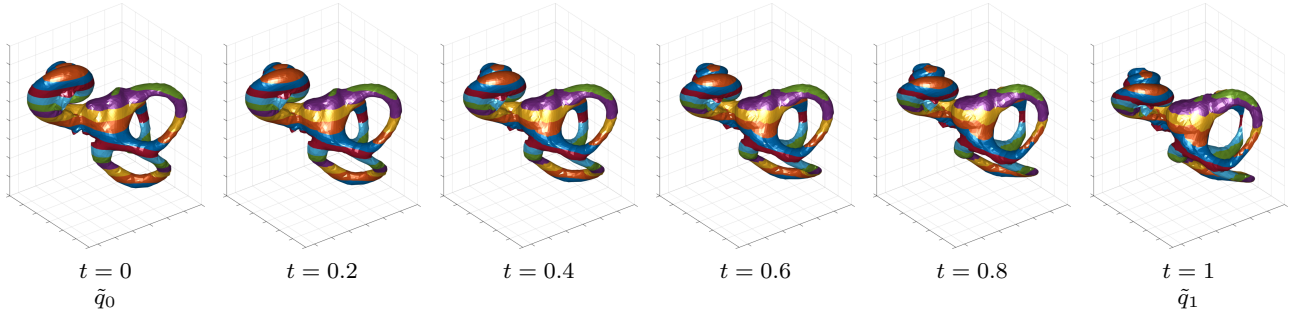 t = 0 t = 0.2 t = 0.4 t = 0.6 t = 0.8 t = 1
q̃₀ q̃₁